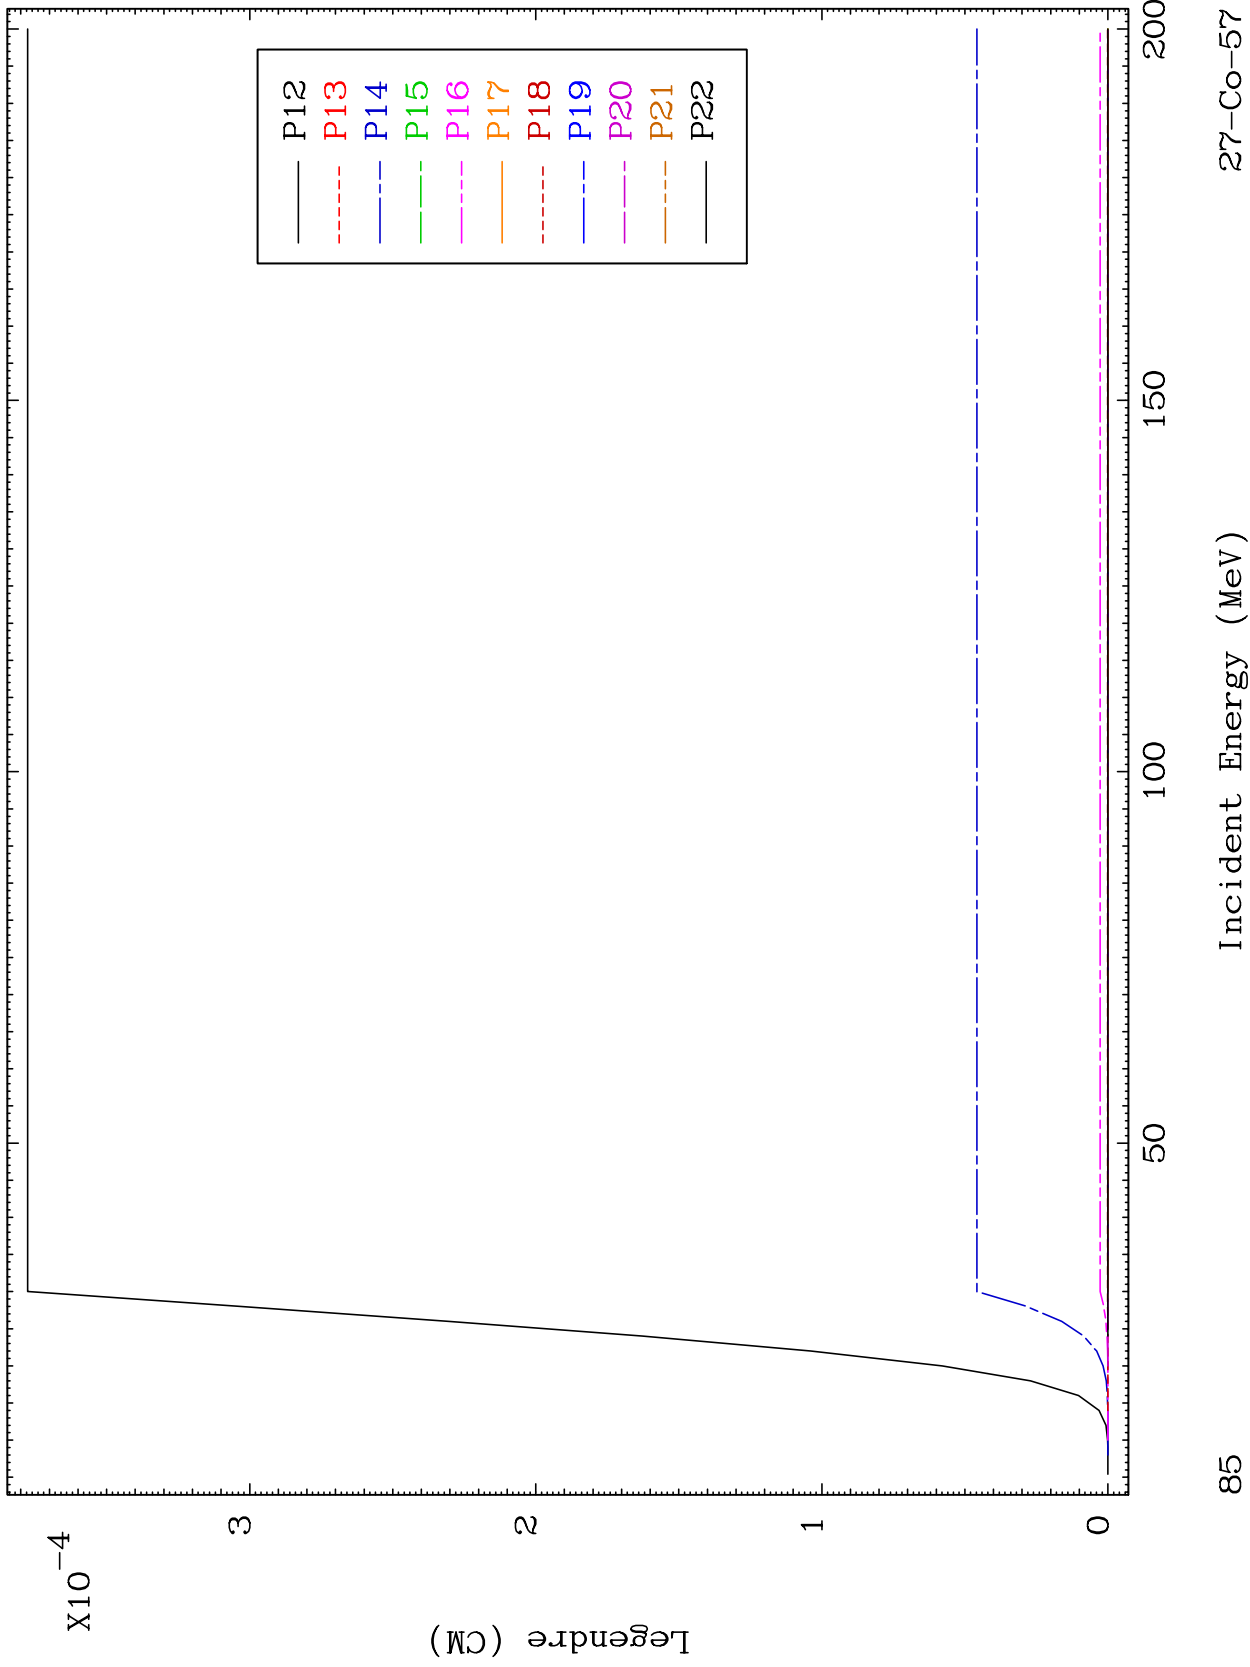 X10-4
Legendre (CM)
3
2
1
0
P12
P13
P14
P15
P16
P17
P18
P19
P20
P21
P22
50
100
150
200
Incident Energy (MeV)
85
27-Co-57